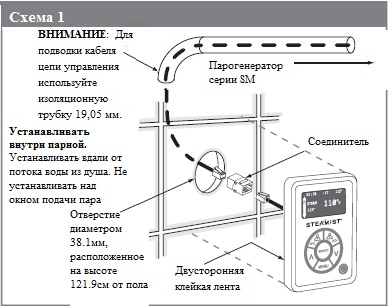 Схема 1
ВНИМАНИЕ: Для
подводки кабеля
цепи управления
используйте
изоляционную
трубку 19,05 мм.
Парогенератор
серии SM
Устанавливать
внутри парной.
Устанавливать вдали от
потока воды из душа. Не
устанавливать над
окном подачи пара
Соединитель
Отверстие
диаметром
38.1мм,
расположенное
на высоте
121.9см от пола
Двусторонняя
клейкая лента
110°F
STEAMIST
MENU